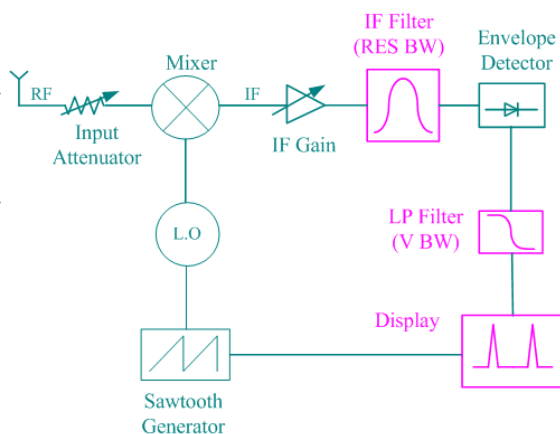 IF Filter
(RES BW)
Envelope
Detector
Mixer
RF
IF
Input
Attenuator
IF Gain
L.O
LP Filter
(V BW)
Display
Sawtooth
Generator